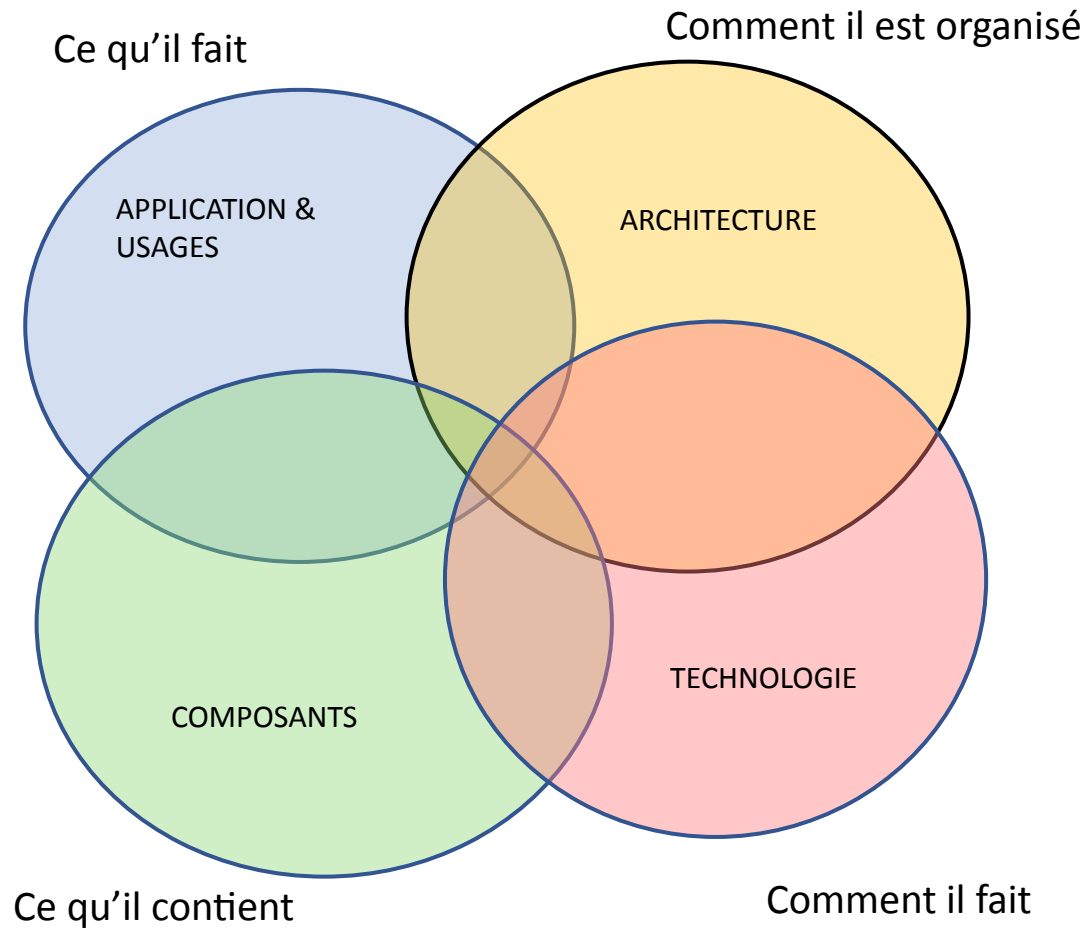 Ce qu’il fait
Comment il est organisé
APPLICATION &
USAGES
ARCHITECTURE
COMPOSANTS
TECHNOLOGIE
Ce qu’il contient
Comment il fait